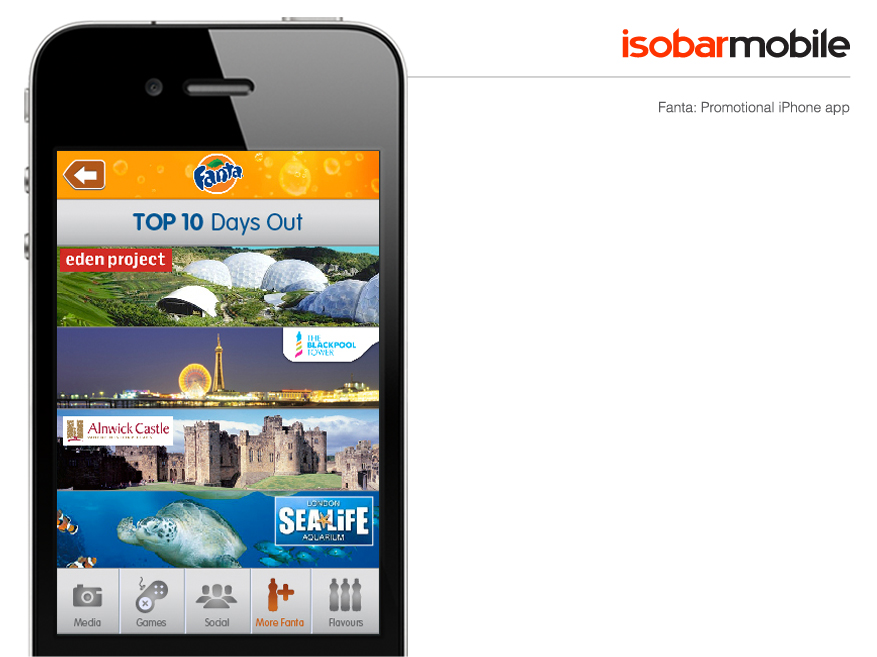 isobarmobile
Fanta: Promotional iPhone app
Fanta
TOP 10 Days Out
eden project
THE
BLACKPOOL
TOWER
Alnwick Castle
LONDON
SEA LIFE
AQUARIUM
Media
Games
Social
More Fanta
Flavours